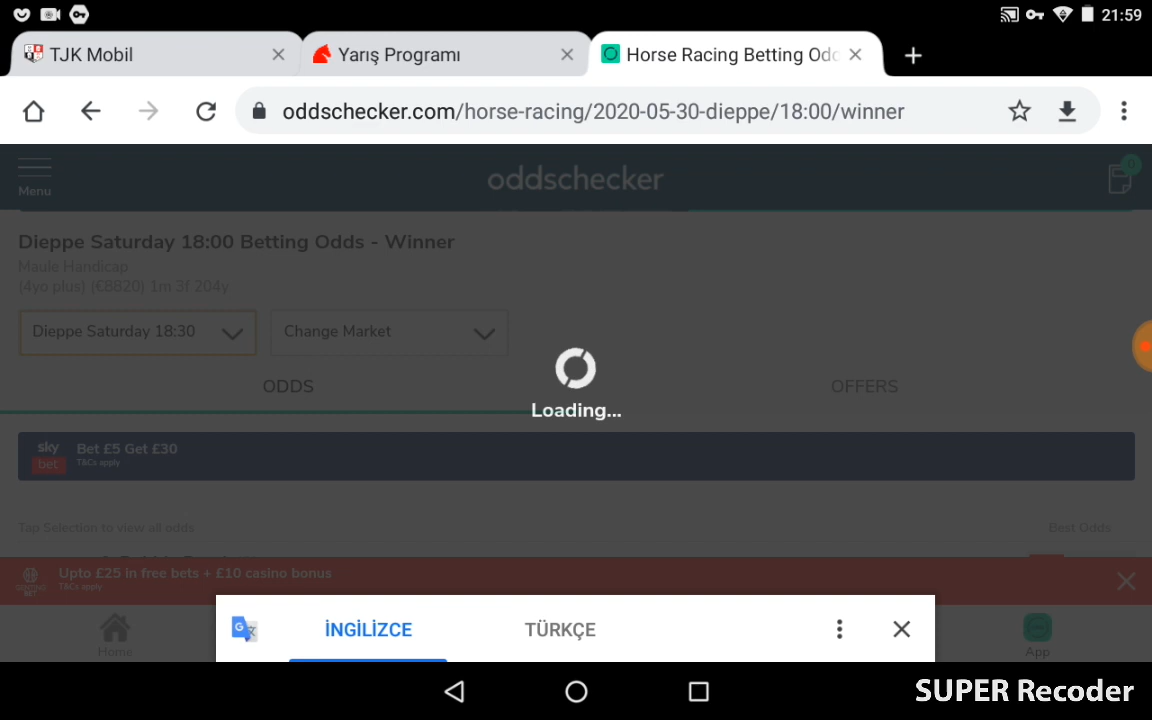 21:59
TJK Mobil
Yarış Programı
Horse Racing Betting Odd
oddschecker.com/horse-racing/2020-05-30-dieppe/18:00/winner
Menu
oddschecker
0
Dieppe Saturday 18:00 Betting Odds - Winner
Maule Handicap
(4yo plus) (€8820) 1m 3f 204y
Dieppe Saturday 18:30
Change Market
ODDS
OFFERS
Loading...
sky bet
Bet £5 Get £30
T&Cs apply
Tap Selection to view all odds
Best Odds
Upto £25 in free bets + £10 casino bonus
T&Cs apply
İNGİLİZCE
TÜRKÇE
Home
App
SUPER Recoder